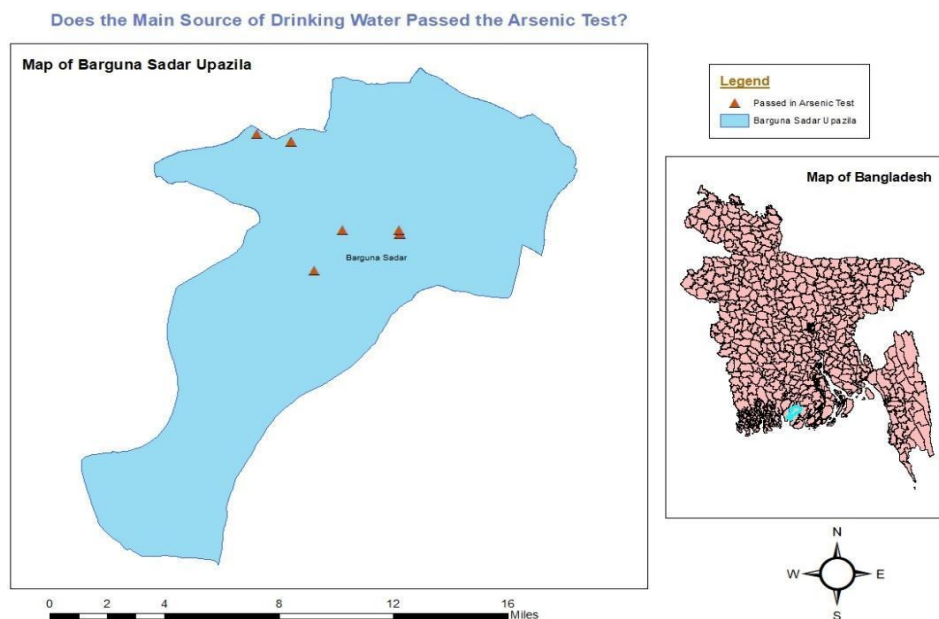 Does the Main Source of Drinking Water Passed the Arsenic Test?
Map of Barguna Sadar Upazila
Barguna Sadar
Legend
Passed in Arsenic Test
Barguna Sadar Upazila
Map of Bangladesh
N
W E
S
0 2 4 8 12 16
Miles